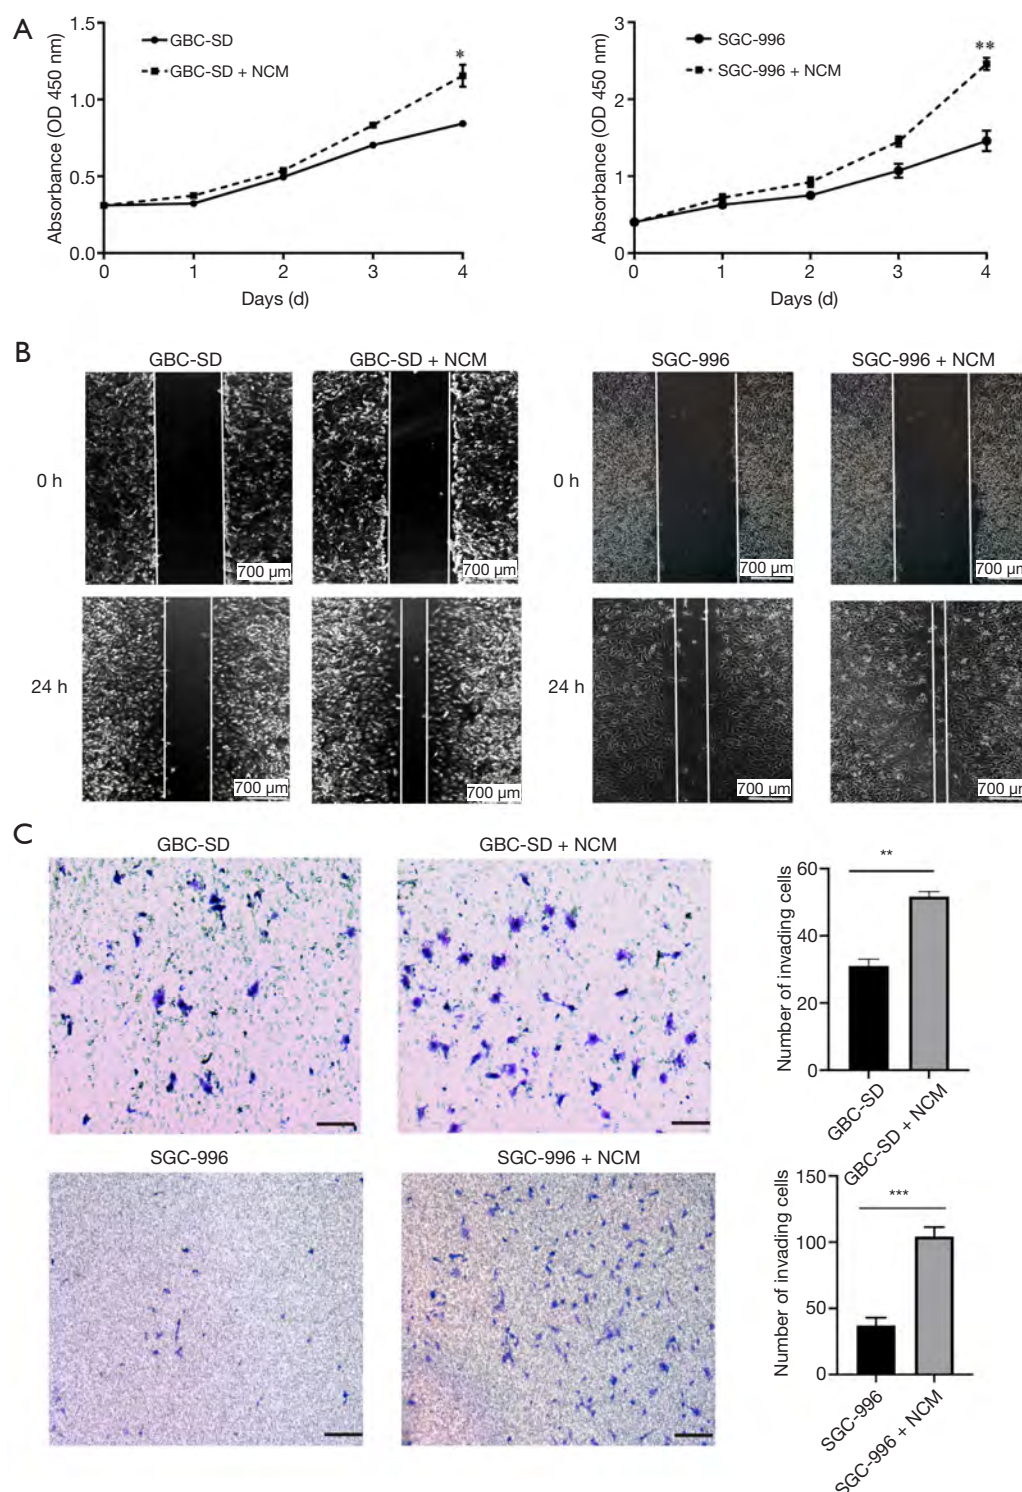 A
Absorbance (OD 450 nm)
1.5
1.0
0.5
0.0
GBC-SD
GBC-SD + NCM
*
0 1 2 3 4
Days (d)
Absorbance (OD 450 nm)
3
2
1
0
SGC-996
SGC-996 + NCM
**
0 1 2 3 4
Days (d)
B
GBC-SD GBC-SD + NCM SGC-996 SGC-996 + NCM
0 h
700 µm
700 µm
0 h
700 µm
700 µm
24 h
700 µm
700 µm
24 h
700 µm
700 µm
C
GBC-SD GBC-SD + NCM
Number of invading cells
60
40
20
0
**
GBC-SD
GBC-SD + NCM
SGC-996 SGC-996 + NCM
Number of invading cells
150
100
50
0
***
SGC-996
SGC-996 + NCM